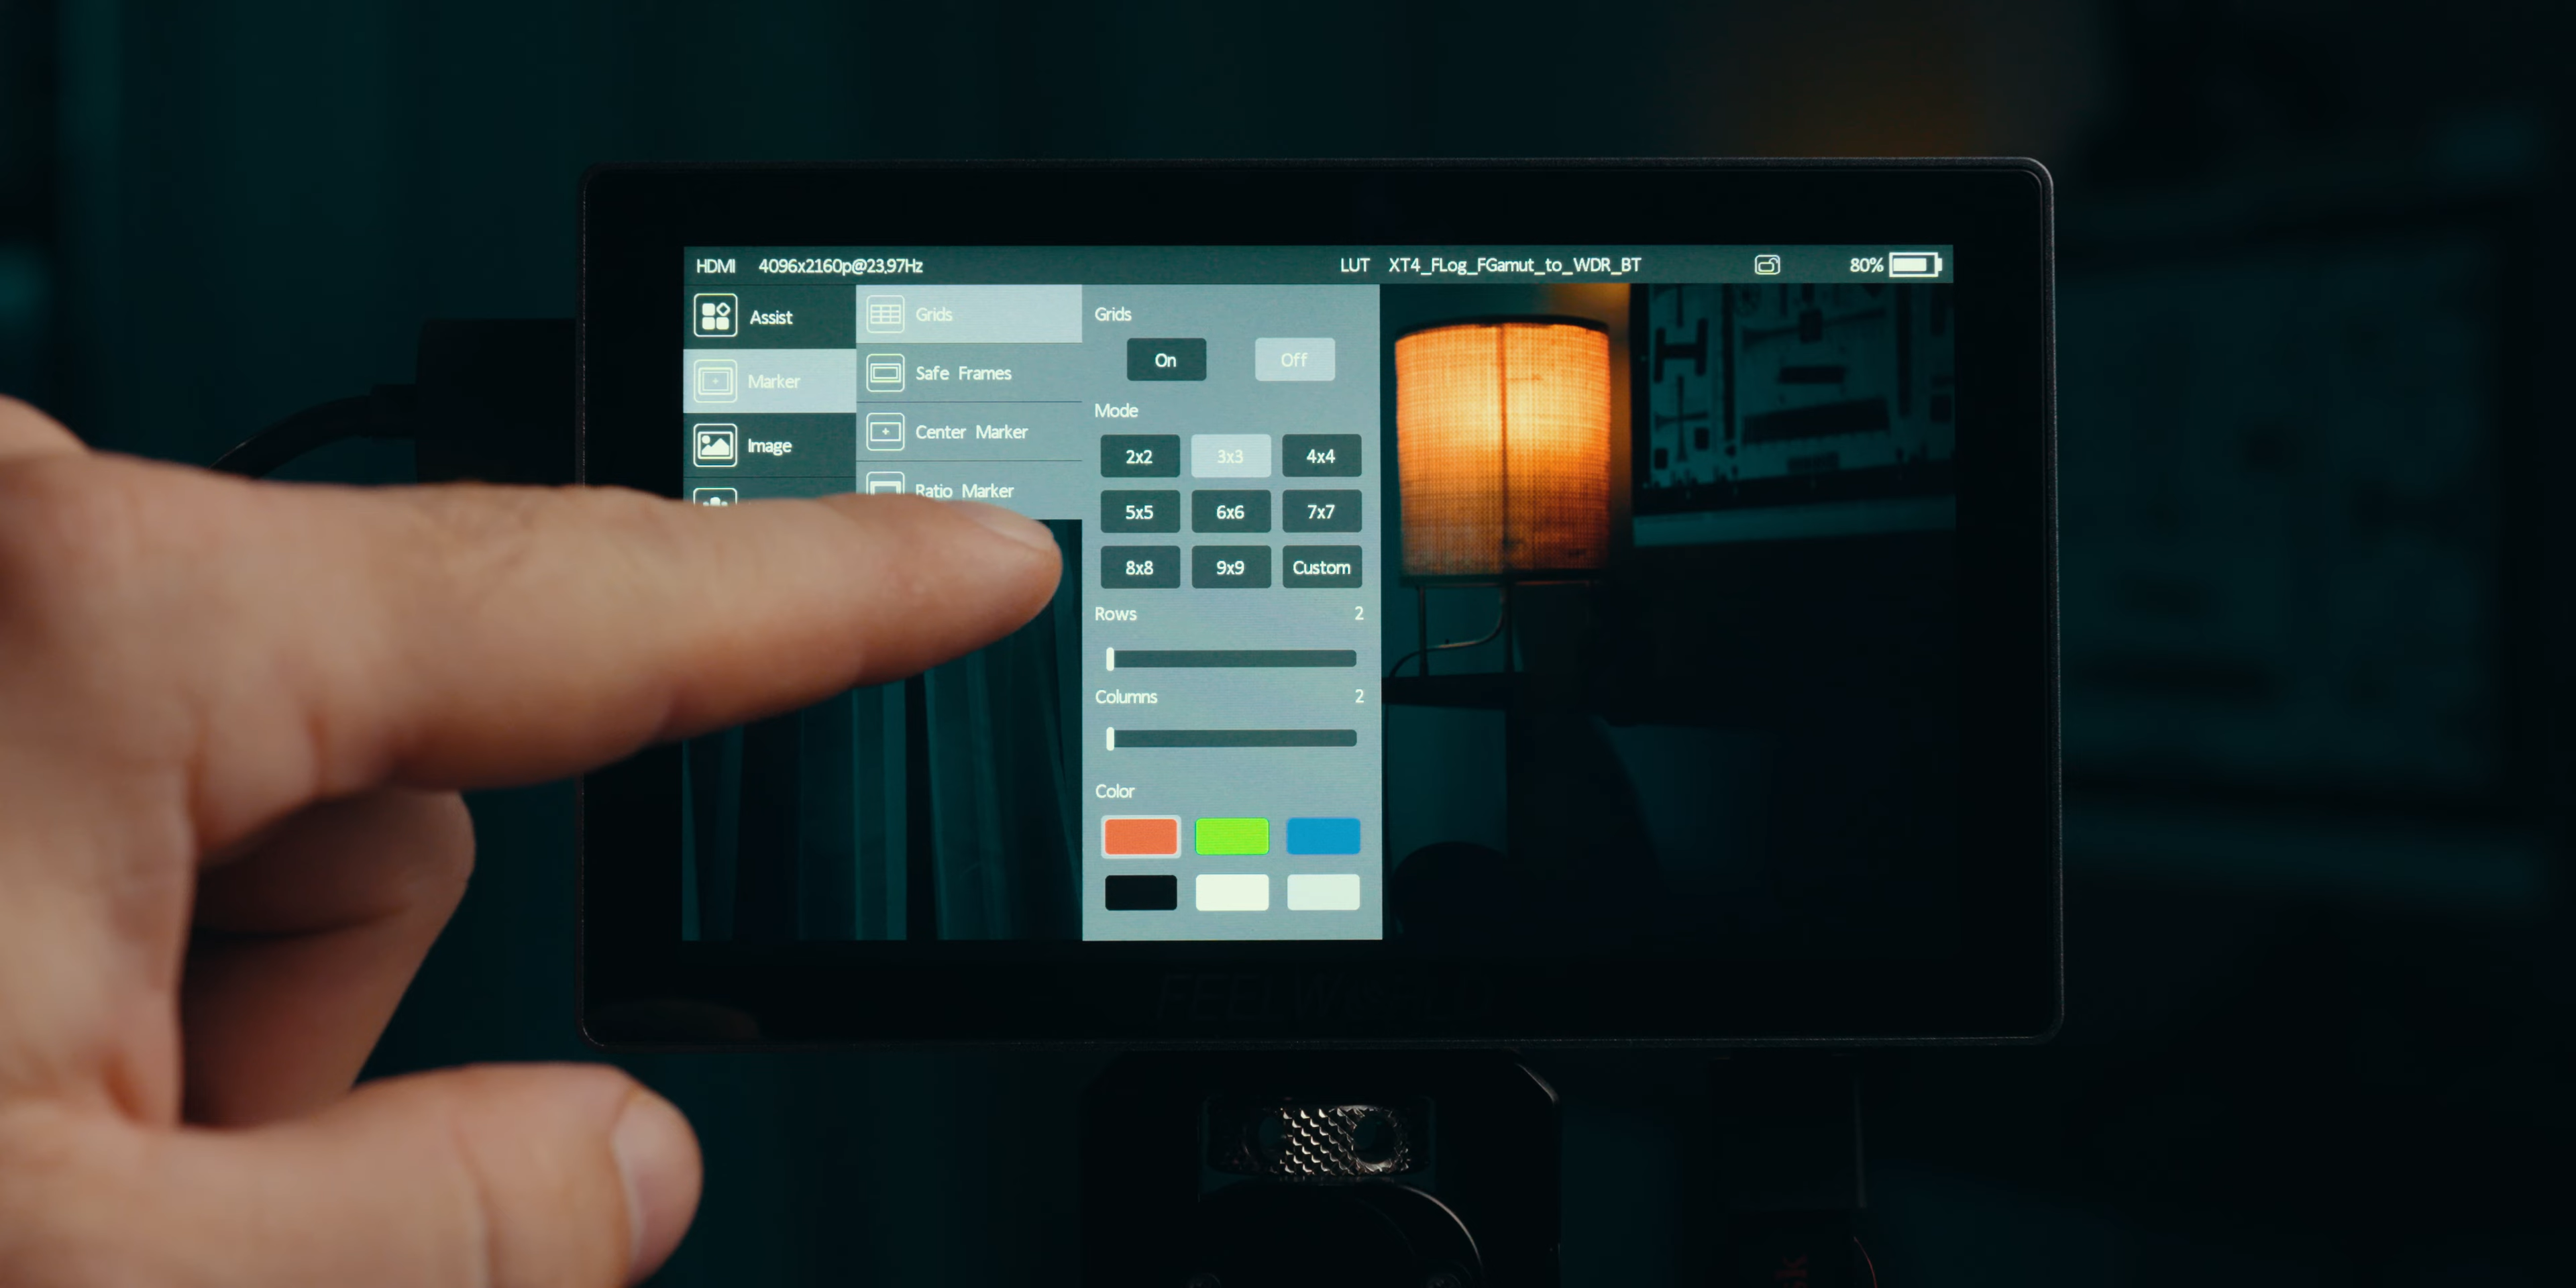 HDMI 4096x2160p@23.97Hz LUT XT4_FLog_FGamut_to_WDR_BT 80%
Assist
Marker
Image
Grids
Safe Frames
Center Marker
Ratio Marker
Grids
On Off
Mode
2x2 3x3 4x4
5x5 6x6 7x7
8x8 9x9 Custom
Rows 2
Columns 2
Color
FEELWORLD